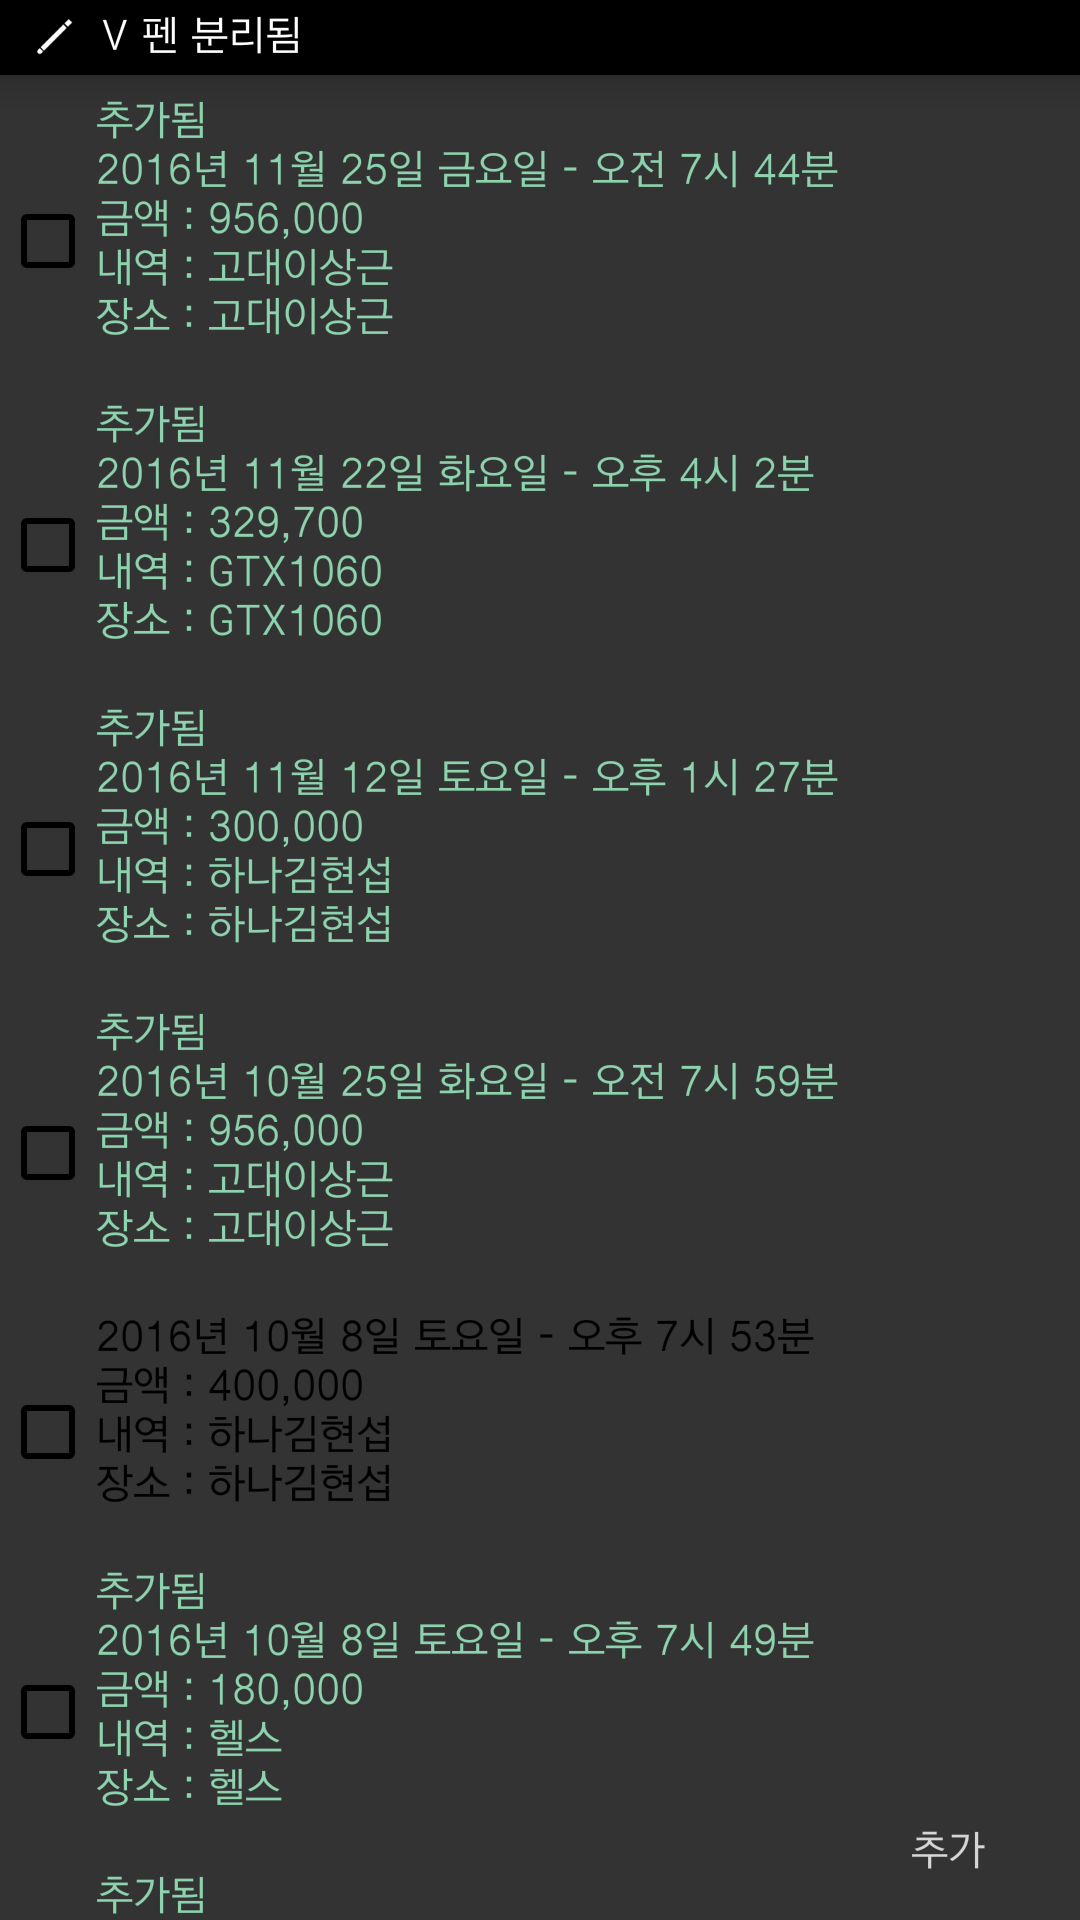 V 펜 분리됨
추가됨
2016년 11월 25일 금요일 - 오전 7시 44분
금액 : 956,000
내역 : 고대이상근
장소 : 고대이상근
추가됨
2016년 11월 22일 화요일 - 오후 4시 2분
금액 : 329,700
내역 : GTX1060
장소 : GTX1060
추가됨
2016년 11월 12일 토요일 - 오후 1시 27분
금액 : 300,000
내역 : 하나김현섭
장소 : 하나김현섭
추가됨
2016년 10월 25일 화요일 - 오전 7시 59분
금액 : 956,000
내역 : 고대이상근
장소 : 고대이상근
2016년 10월 8일 토요일 - 오후 7시 53분
금액 : 400,000
내역 : 하나김현섭
장소 : 하나김현섭
추가됨
2016년 10월 8일 토요일 - 오후 7시 49분
금액 : 180,000
내역 : 헬스
장소 : 헬스
추가
추가됨